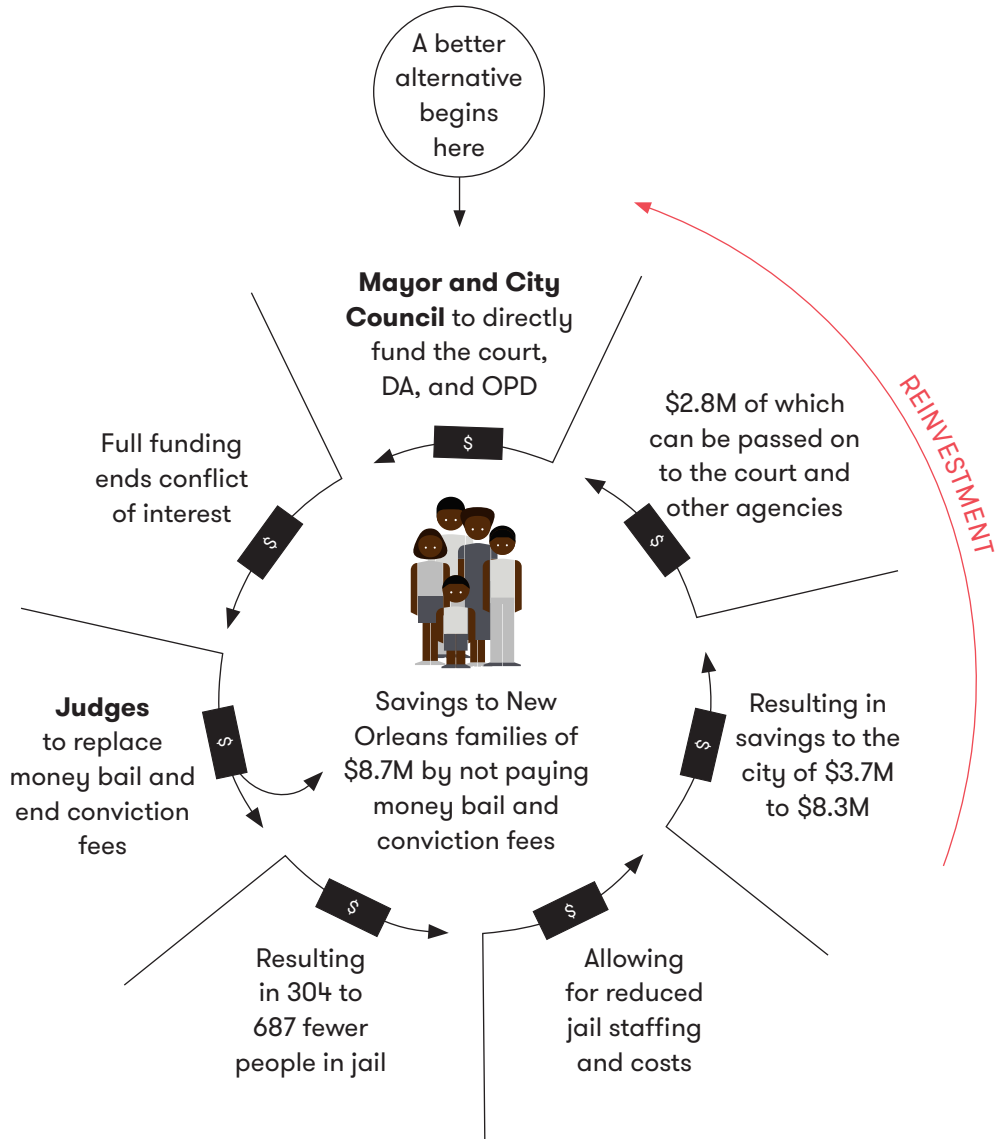 A better
alternative
begins
here
Mayor and City
Council to directly
fund the court,
DA, and OPD
$
Full funding
ends conflict
of interest
$
Judges
to replace
money bail and
end conviction
fees
$
Resulting
in 304 to
687 fewer
people in jail
$
Allowing
for reduced
jail staffing
and costs
$
Resulting in
savings to the
city of $3.7M
to $8.3M
$
$2.8M of which
can be passed on
to the court and
other agencies
$
REINVESTMENT
Savings to New
Orleans families of
$8.7M by not paying
money bail and
conviction fees